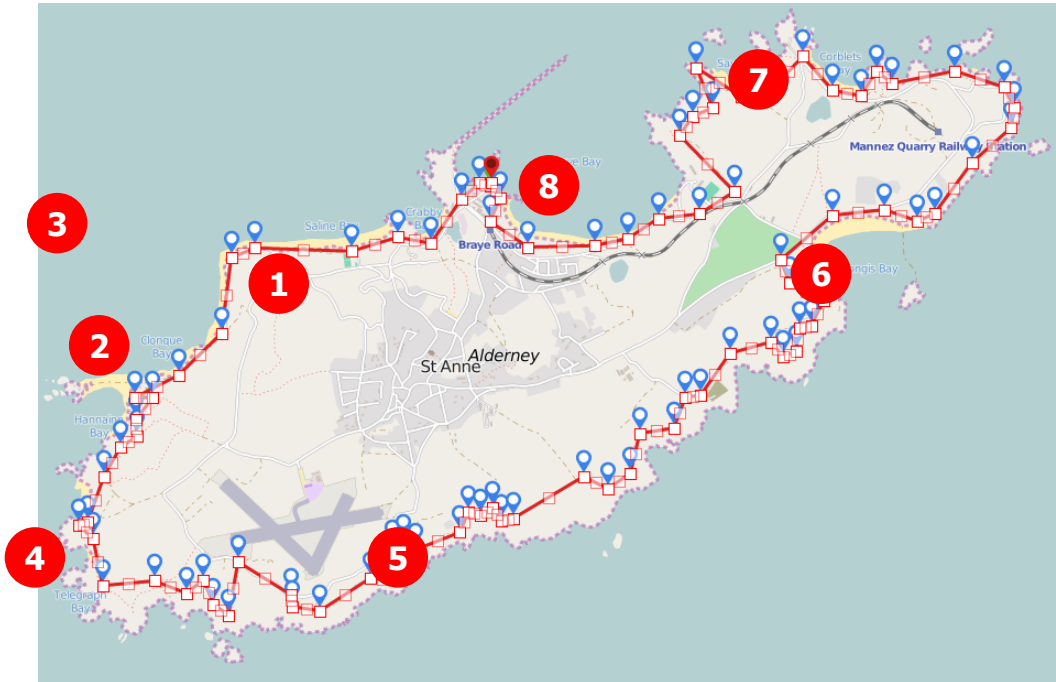 7
Corblets
Mannez Quarry Railway Station
8
3
Saline
Crabby
Braye Road
6
1
2
Clonque
Bay
Alderney
St Anne
Hannaine
Bay
4
5
Telegraph
Bay